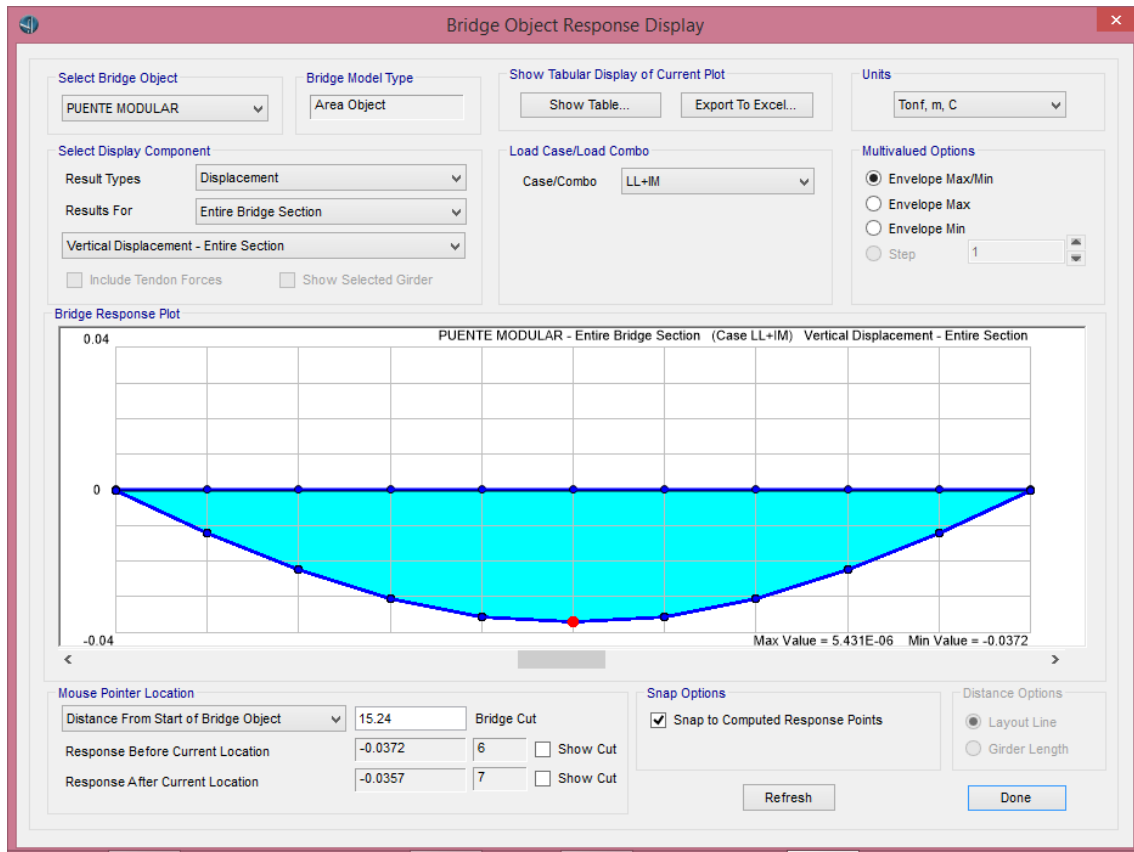 Bridge Object Response Display
Select Bridge Object
PUENTE MODULAR
Bridge Model Type
Area Object
Show Tabular Display of Current Plot
Show Table...
Export To Excel...
Units
Tonf, m, C
Select Display Component
Result Types
Displacement
Results For
Entire Bridge Section
Vertical Displacement - Entire Section
Include Tendon Forces
Show Selected Girder
Load Case/Load Combo
Case/Combo
LL+IM
Multivalued Options
Envelope Max/Min
Envelope Max
Envelope Min
Step
1
Bridge Response Plot
0.04
PUENTE MODULAR - Entire Bridge Section (Case LL+IM) Vertical Displacement - Entire Section
0
-0.04
Max Value = 5.431E-06 Min Value = -0.0372
Mouse Pointer Location
Distance From Start of Bridge Object
15.24
Bridge Cut
Response Before Current Location
-0.0372
6
Show Cut
Response After Current Location
-0.0357
7
Show Cut
Snap Options
Snap to Computed Response Points
Distance Options
Layout Line
Girder Length
Refresh
Done